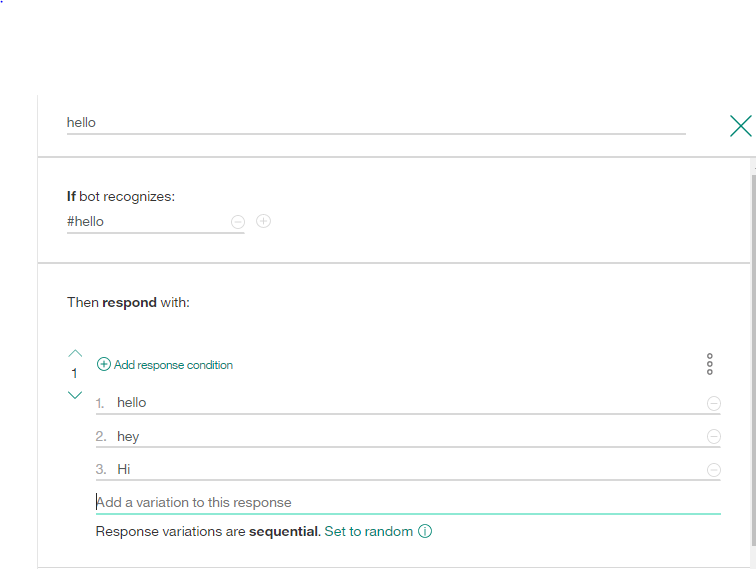 hello
If bot recognizes:
#hello
Then respond with:
Add response condition
1
1. hello
2. hey
3. Hi
Add a variation to this response
Response variations are sequential. Set to random